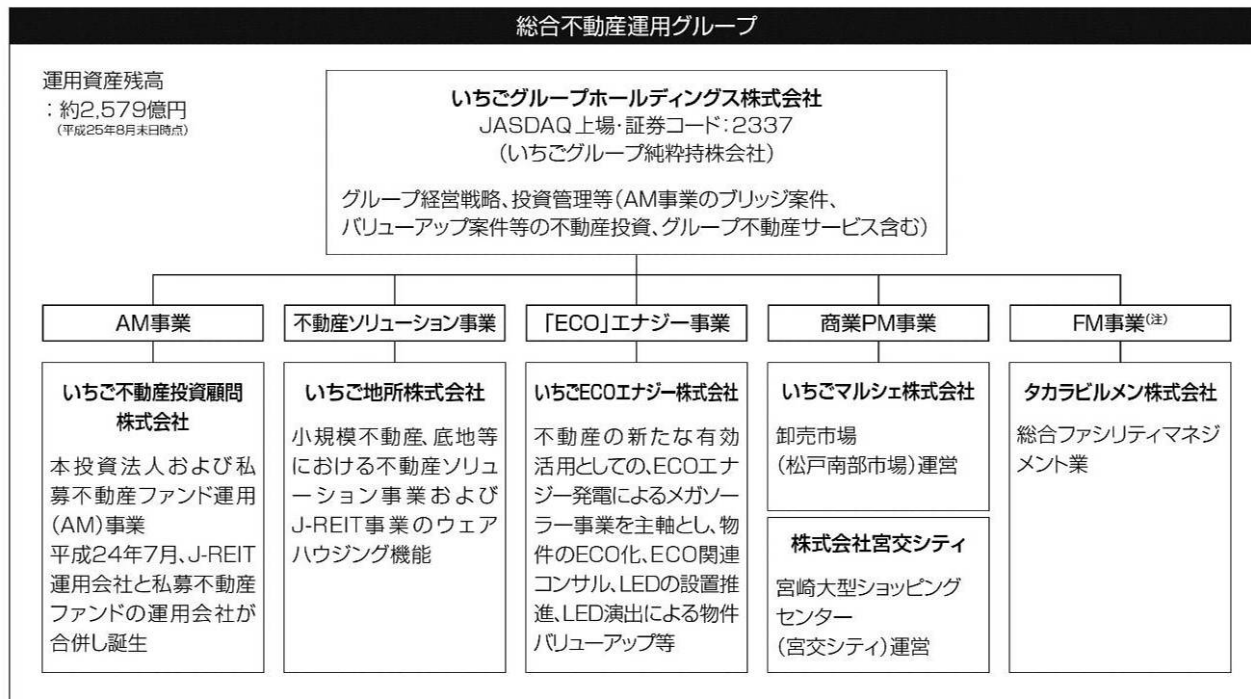 総合不動産運用グループ
運用資産残高
：約2,579億円
(平成25年8月末日時点)
いちごグループホールディングス株式会社
JASDAQ上場・証券コード：2337
(いちごグループ純粋持株会社)
グループ経営戦略、投資管理等（AM事業のブリッジ案件、
バリューアップ案件等の不動産投資、グループ不動産サービス含む）
AM事業
いちご不動産投資顧問
株式会社
本投資法人および私
募不動産ファンド運用
(AM)事業
平成24年7月、J-REIT
運用会社と私募不動産
ファンドの運用会社が
合併し誕生
不動産ソリューション事業
いちご地所株式会社
小規模不動産、底地等
における不動産ソリュ
ーション事業および
J-REIT事業のウェア
ハウジング機能
「ECO」エナジー事業
いちごECOエナジー株式会社
不動産の新たな有効
活用としての、ECOエナ
ジー発電によるメガソー
ラー事業を主軸とし、物
件のECO化、ECO関連
コンサル、LEDの設置推
進、LED演出による物件
バリューアップ等
商業PM事業
いちごマルシェ株式会社
卸売市場
(松戸南部市場)運営
株式会社宮交シティ
宮崎大型ショッピング
センター
(宮交シティ)運営
FM事業(注)
タカラビルメン株式会社
総合ファシリティマネジ
メント業